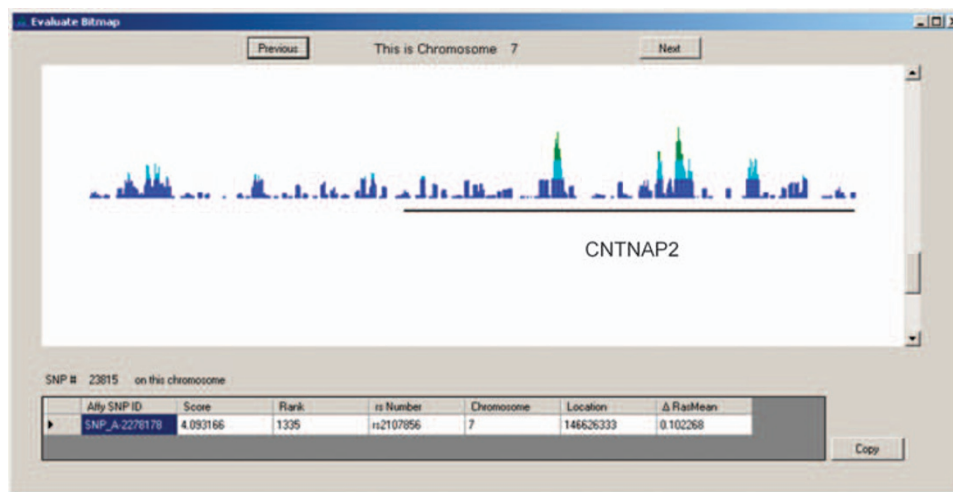 Evaluate Bitmap
Previous This is Chromosome 7 Next
CNTNAP2
SNP # 23815 on this chromosome
Affy SNP ID Score Rank rs Number Chromosome Location Δ RasMean
SNP_A-2278178 4.093166 1335 rs2107856 7 146626333 0.102268
Copy